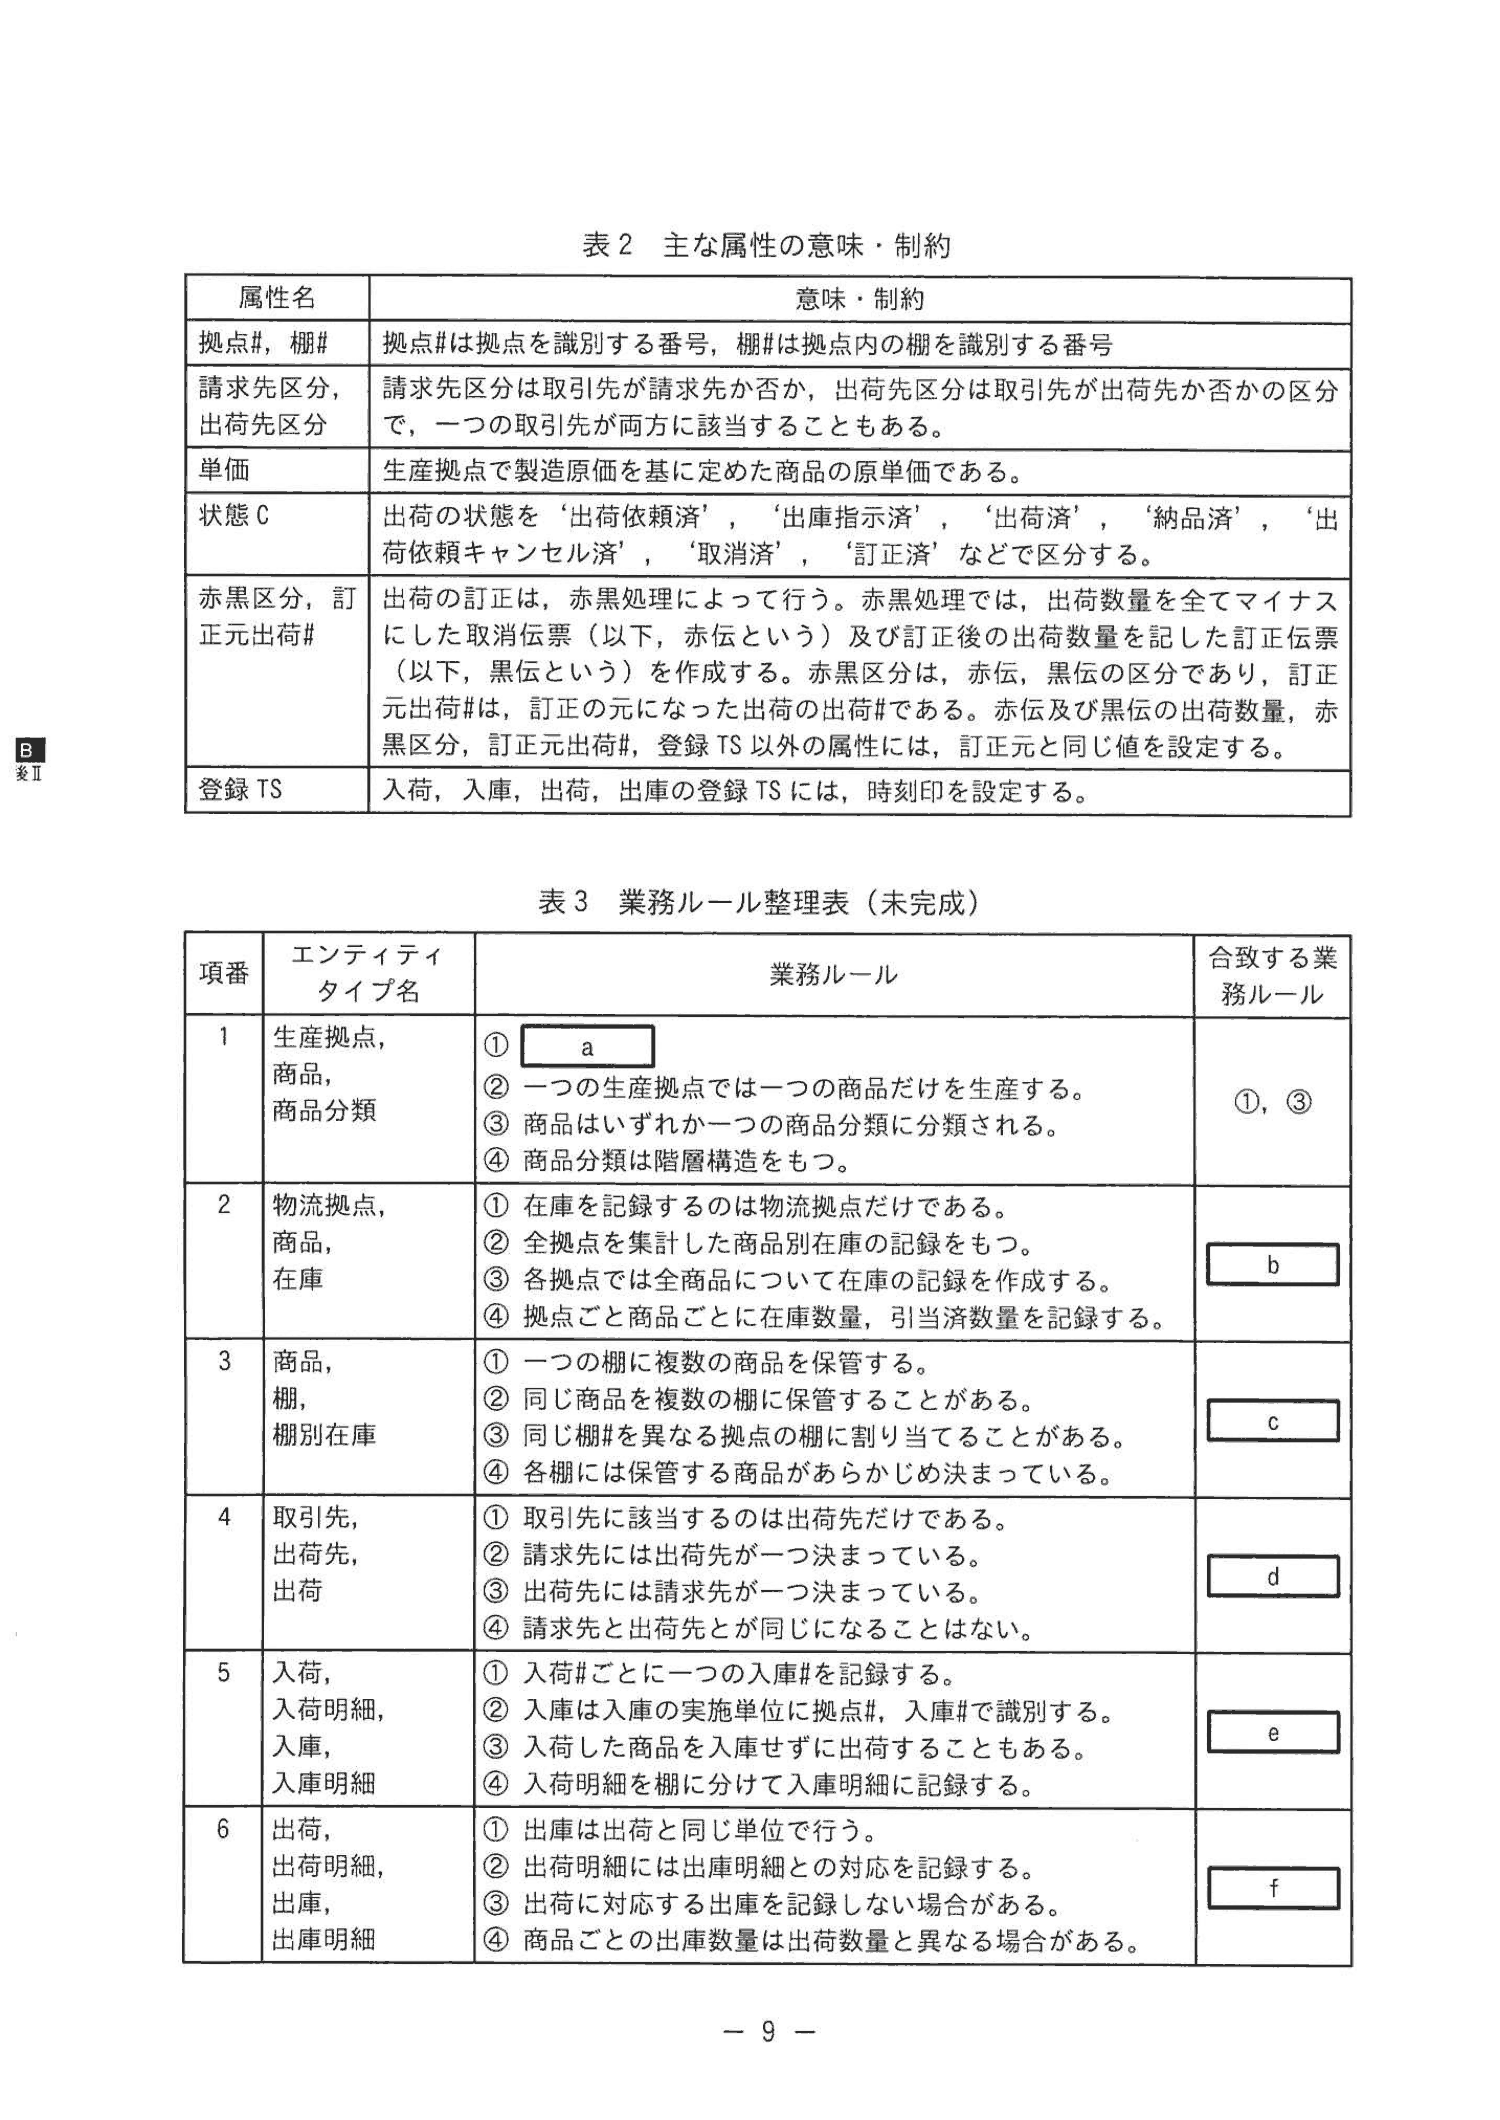 表2 主な属性の意味・制約
属性名 意味・制約
拠点#，棚# 拠点#は拠点を識別する番号，棚#は拠点内の棚を識別する番号
請求先区分， 請求先区分は取引先が請求先か否か，出荷先区分は取引先が出荷先か否かの区分
出荷先区分 で，一つの取引先が両方に該当することもある。
単価 生産拠点で製造原価を基に定めた商品の原単価である。
状態C 出荷の状態を‘出荷依頼済’，‘出庫指示済’，‘出荷済’，‘納品済’，‘出
荷依頼キャンセル済’，‘取消済’，‘訂正済’などで区分する。
赤黒区分，訂 出荷の訂正は，赤黒処理によって行う。赤黒処理では，出荷数量を全てマイナス
正元出荷# にした取消伝票（以下，赤伝という）及び訂正後の出荷数量を記した訂正伝票
（以下，黒伝という）を作成する。赤黒区分は，赤伝，黒伝の区分であり，訂正
元出荷#は，訂正の元になった出荷の出荷#である。赤伝及び黒伝の出荷数量，赤
黒区分，訂正元出荷#，登録TS以外の属性には，訂正元と同じ値を設定する。
B
登録TS 入荷，入庫，出荷，出庫の登録TSには，時刻印を設定する。
表3 業務ルール整理表（未完成）
項番 エンティティ 業務ルール 合致する業
タイプ名 務ルール
1 生産拠点， ① a
商品， ② 一つの生産拠点では一つの商品だけを生産する。 ①，③
商品分類 ③ 商品はいずれか一つの商品分類に分類される。
④ 商品分類は階層構造をもつ。
2 物流拠点， ① 在庫を記録するのは物流拠点だけである。
商品， ② 全拠点を集計した商品別在庫の記録をもつ。 b
在庫 ③ 各拠点では全商品について在庫の記録を作成する。
④ 拠点ごと商品ごとに在庫数量，引当済数量を記録する。
3 商品， ① 一つの棚に複数の商品を保管する。
棚， ② 同じ商品を複数の棚に保管することがある。 c
棚別在庫 ③ 同じ棚#を異なる拠点の棚に割り当てることがある。
④ 各棚には保管する商品があらかじめ決まっている。
4 取引先， ① 取引先に該当するのは出荷先だけである。
出荷先， ② 請求先には出荷先が一つ決まっている。 d
出荷 ③ 出荷先には請求先が一つ決まっている。
④ 請求先と出荷先とが同じになることはない。
5 入荷， ① 入荷#ごとに一つの入庫#を記録する。
入荷明細， ② 入庫は入庫の実施単位に拠点#，入庫#で識別する。 e
入庫， ③ 入荷した商品を入庫せずに出荷することもある。
入庫明細 ④ 入荷明細を棚に分けて入庫明細に記録する。
6 出荷， ① 出庫は出荷と同じ単位で行う。
出荷明細， ② 出荷明細には出庫明細との対応を記録する。 f
出庫， ③ 出荷に対応する出庫を記録しない場合がある。
出庫明細 ④ 商品ごとの出庫数量は出荷数量と異なる場合がある。
－ 9 －